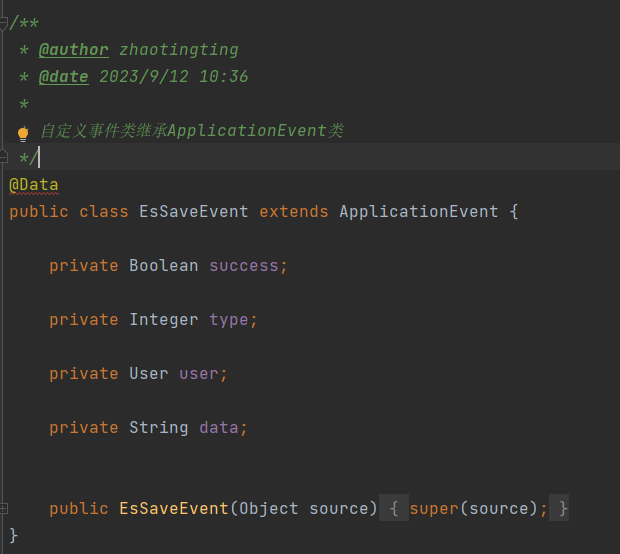 /**
 * @author zhaotingting
 * @date 2023/9/12 10:36
 *
 自定义事件类继承ApplicationEvent类
 */
@Data
public class EsSaveEvent extends ApplicationEvent {
    private Boolean success;
    private Integer type;
    private User user;
    private String data;
    public EsSaveEvent(Object source) { super(source); }
}